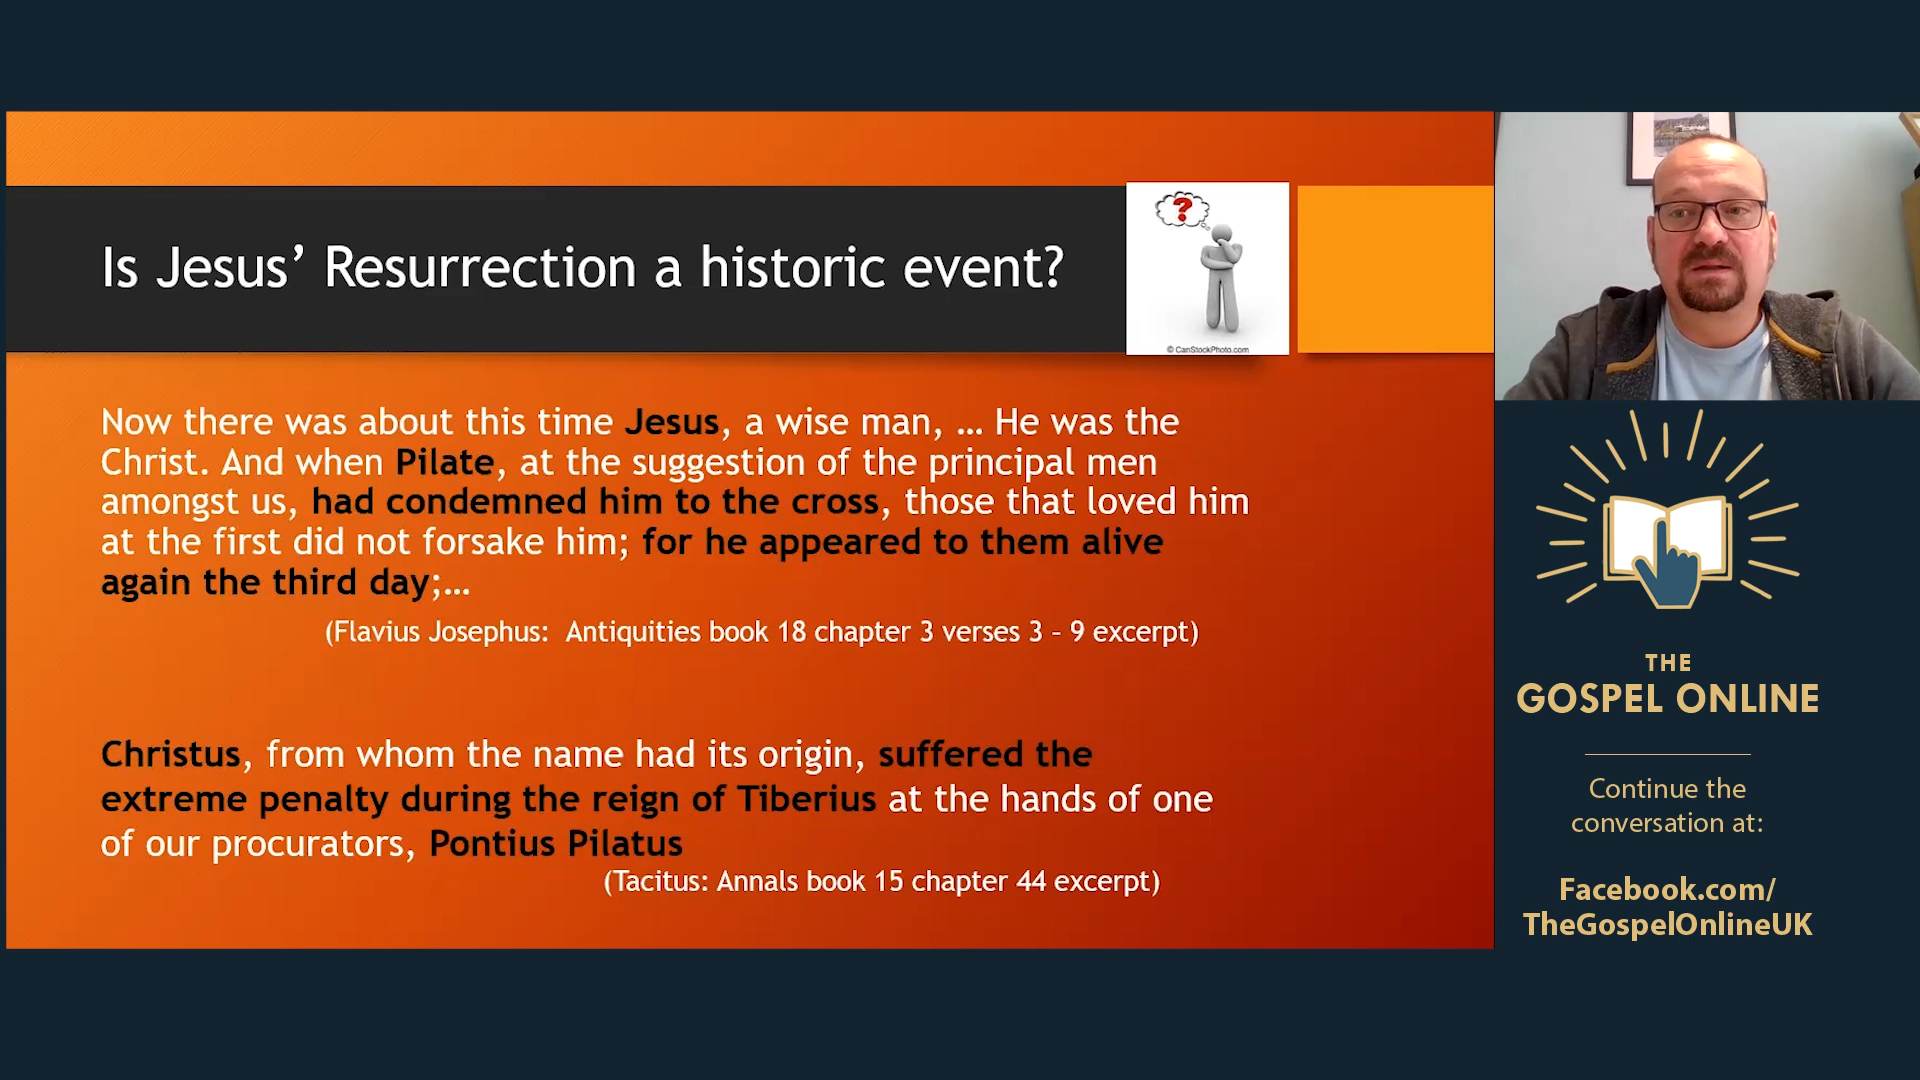 Is Jesus’ Resurrection a historic event?
?
© CanStockPhoto.com
Now there was about this time Jesus, a wise man, … He was the
Christ. And when Pilate, at the suggestion of the principal men
amongst us, had condemned him to the cross, those that loved him
at the first did not forsake him; for he appeared to them alive
again the third day;…
(Flavius Josephus: Antiquities book 18 chapter 3 verses 3 – 9 excerpt)
Christus, from whom the name had its origin, suffered the
extreme penalty during the reign of Tiberius at the hands of one
of our procurators, Pontius Pilatus
(Tacitus: Annals book 15 chapter 44 excerpt)
THE
GOSPEL ONLINE
Continue the
conversation at:
Facebook.com/
TheGospelOnlineUK